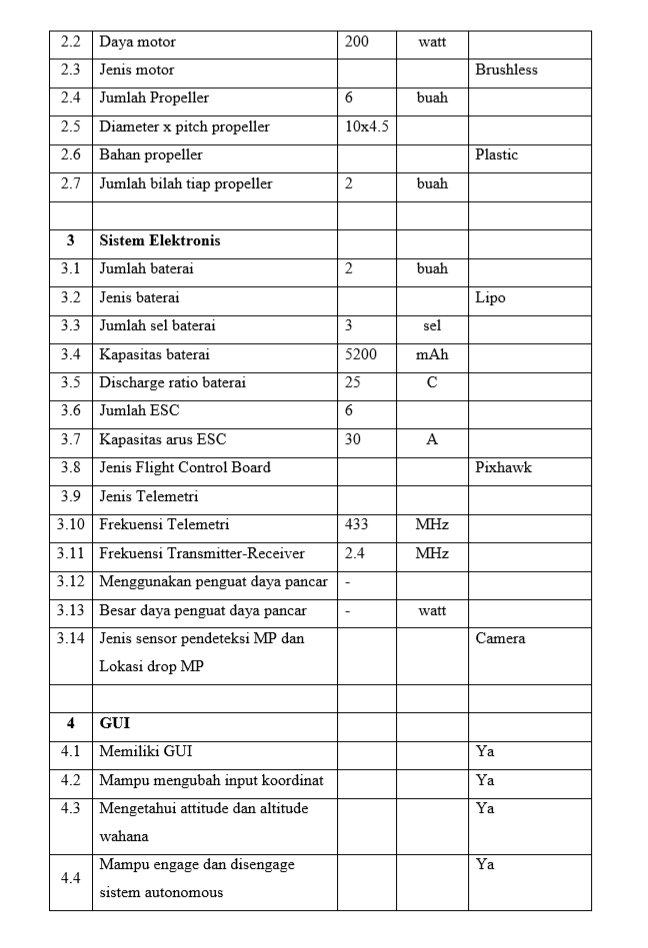 2.2 Daya motor 200 watt
2.3 Jenis motor Brushless
2.4 Jumlah Propeller 6 buah
2.5 Diameter x pitch propeller 10x4.5
2.6 Bahan propeller Plastic
2.7 Jumlah bilah tiap propeller 2 buah
3 Sistem Elektronis
3.1 Jumlah baterai 2 buah
3.2 Jenis baterai Lipo
3.3 Jumlah sel baterai 3 sel
3.4 Kapasitas baterai 5200 mAh
3.5 Discharge ratio baterai 25 C
3.6 Jumlah ESC 6
3.7 Kapasitas arus ESC 30 A
3.8 Jenis Flight Control Board Pixhawk
3.9 Jenis Telemetri
3.10 Frekuensi Telemetri 433 MHz
3.11 Frekuensi Transmitter-Receiver 2.4 MHz
3.12 Menggunakan penguat daya pancar -
3.13 Besar daya penguat daya pancar - watt
3.14 Jenis sensor pendeteksi MP dan Camera
Lokasi drop MP
4 GUI
4.1 Memiliki GUI Ya
4.2 Mampu mengubah input koordinat Ya
4.3 Mengetahui attitude dan altitude Ya
wahana
4.4 Mampu engage dan disengage Ya
sistem autonomous